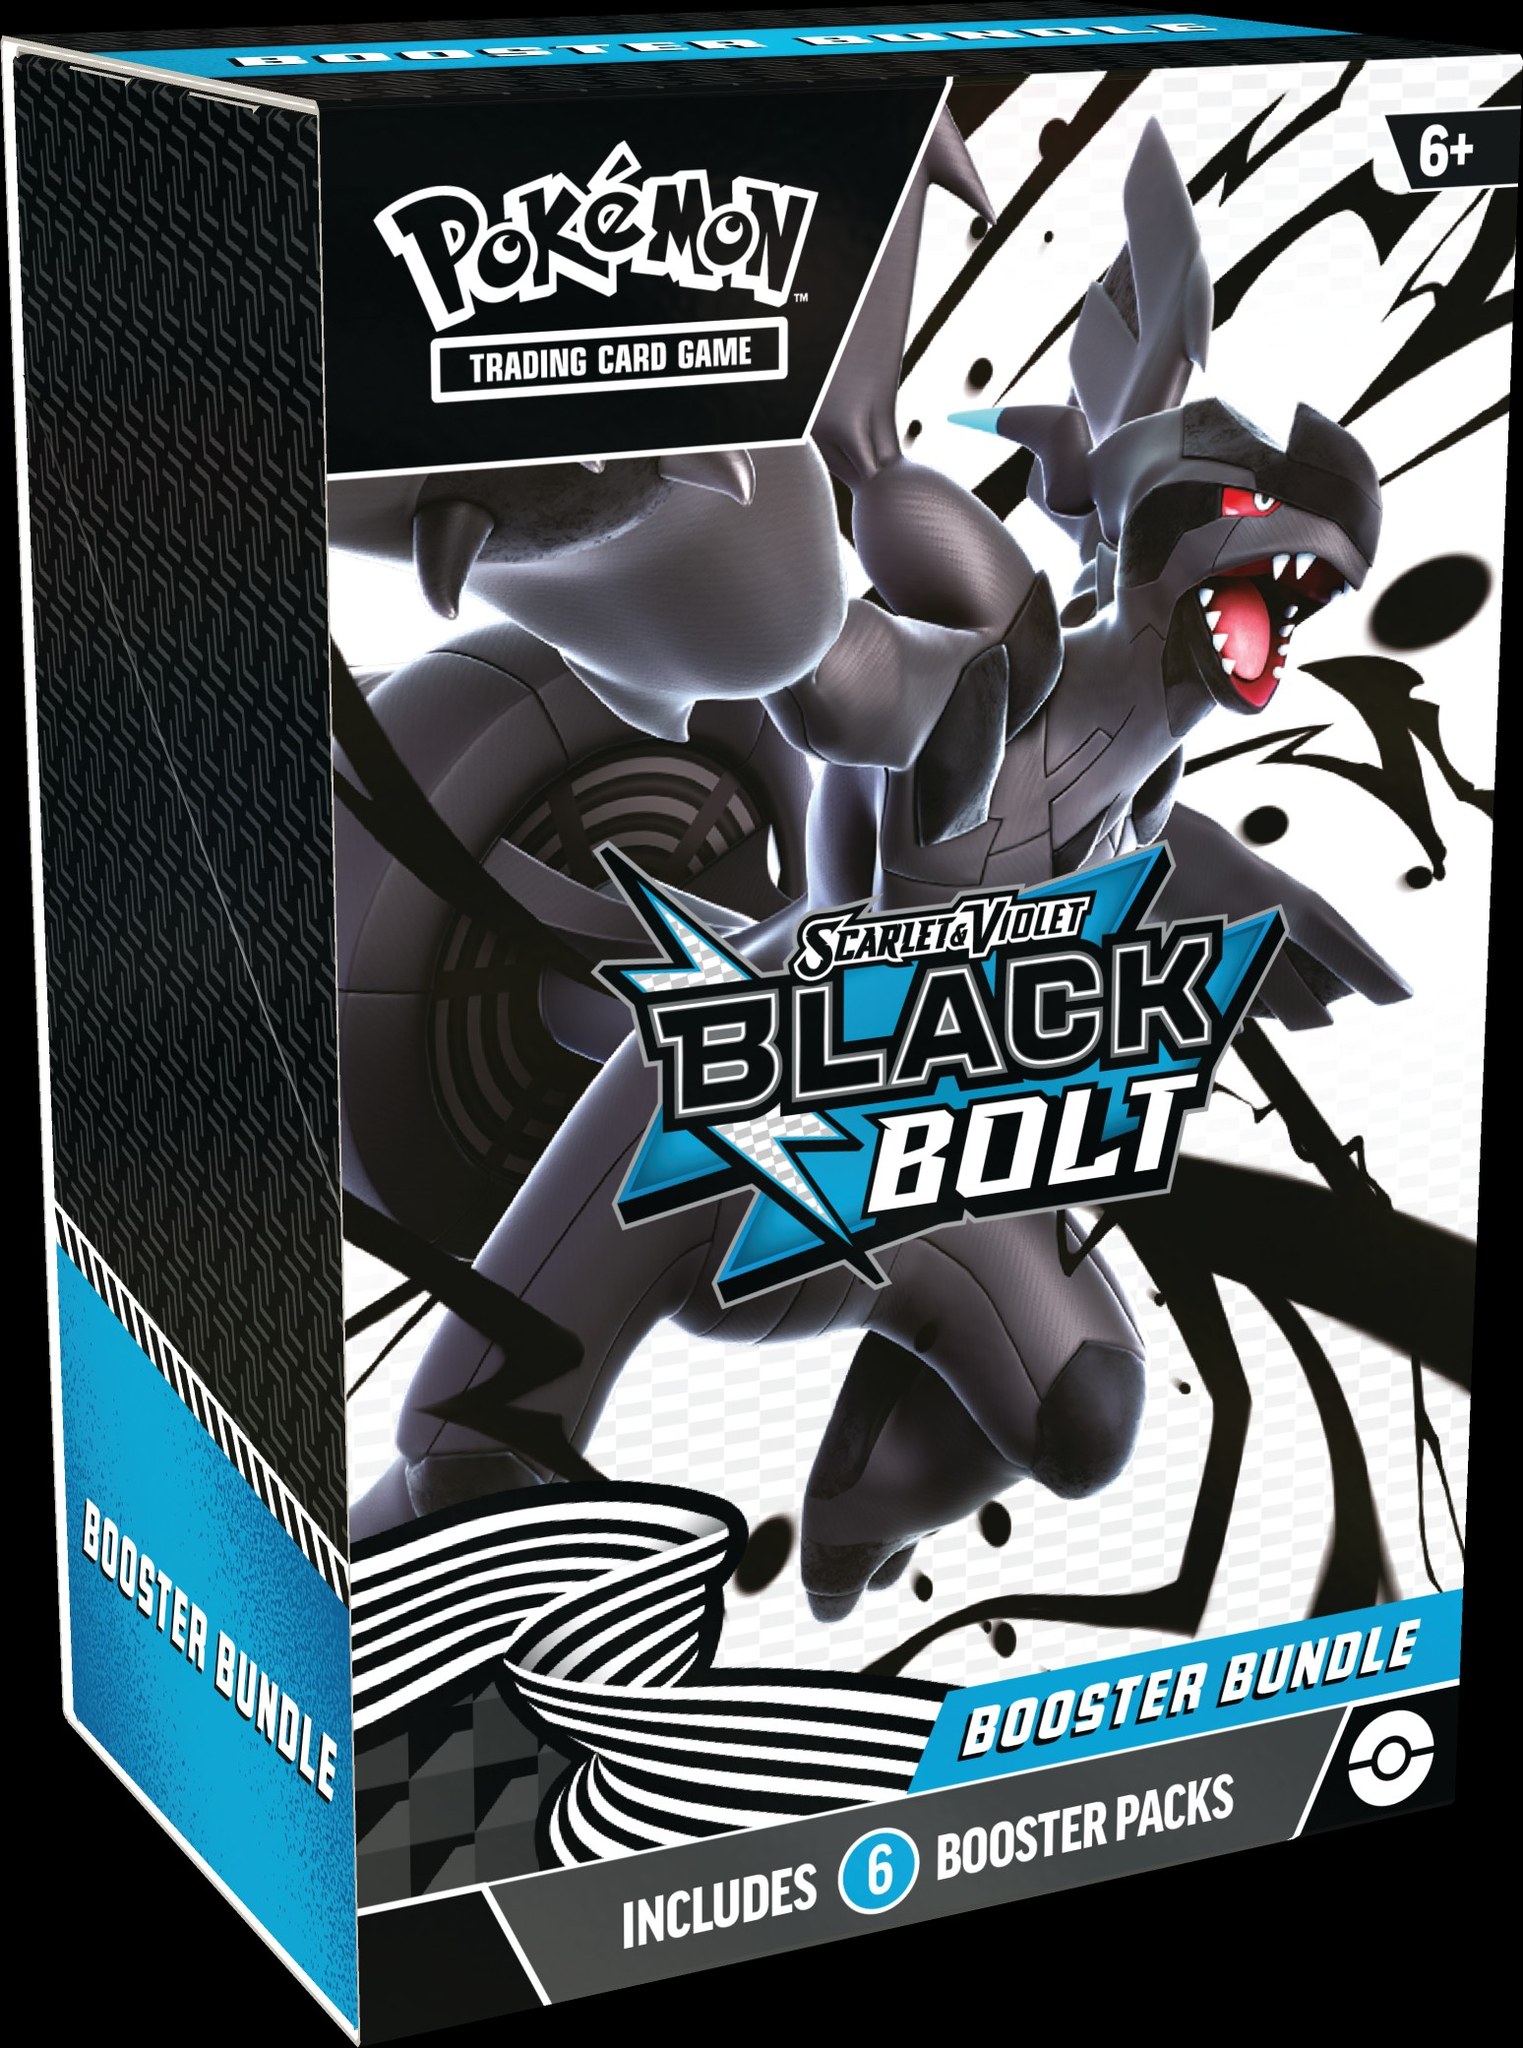 BOOSTER BUNDLE
6+
POKéMON
™
TRADING CARD GAME
SCARLET & VIOLET
BLACK
BOLT
BOOSTER BUNDLE
BOOSTER BUNDLE
INCLUDES 6 BOOSTER PACKS